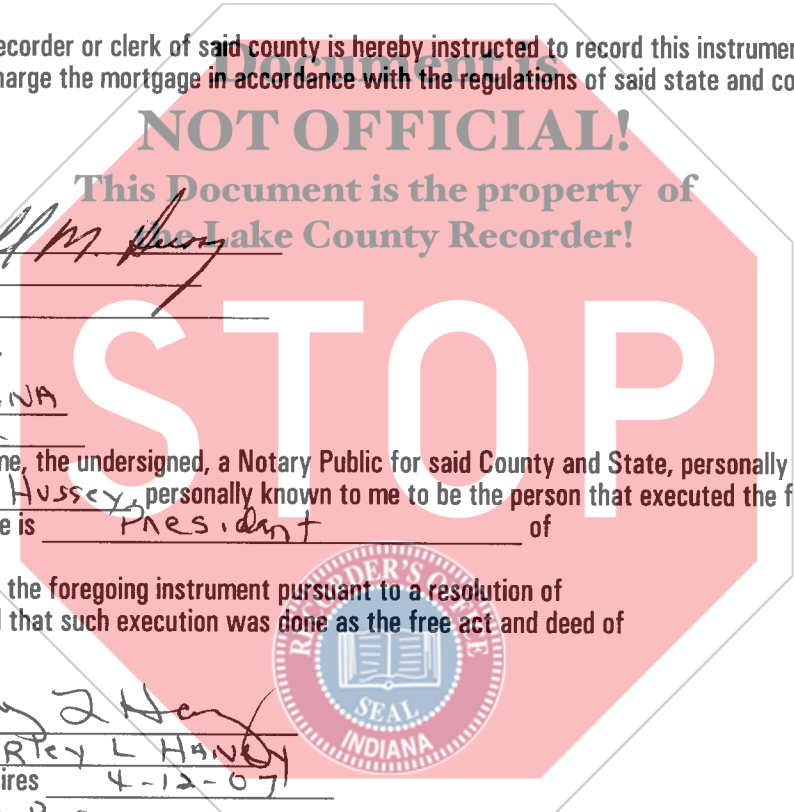 ecorder or clerk of said county is hereby instructed to record this instrumen
Document is
harge the mortgage in accordance with the regulations of said state and co
NOT OFFICIAL!
This Document is the property of
the Lake County Recorder!
M.
STOP
NA
ne, the undersigned, a Notary Public for said County and State, personally
Hussey, personally known to me to be the person that executed the f
e is President of
the foregoing instrument pursuant to a resolution of
d that such execution was done as the free act and deed of
RECORDER'S OFFICE
SEAL
INDIANA
L
ires 4-12-07